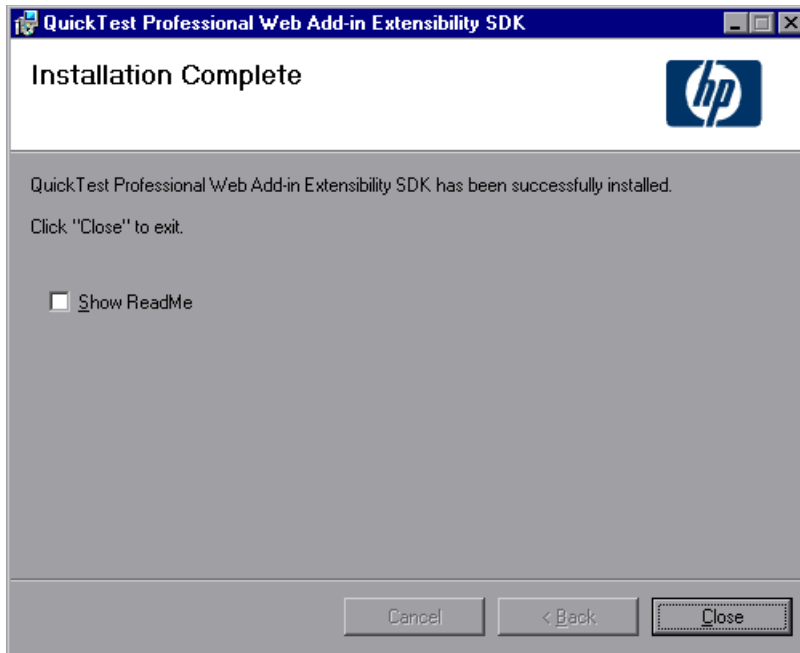 QuickTest Professional Web Add-in Extensibility SDK
Installation Complete
hp
QuickTest Professional Web Add-in Extensibility SDK has been successfully installed.
Click "Close" to exit.
Show ReadMe
Cancel
< Back
Close